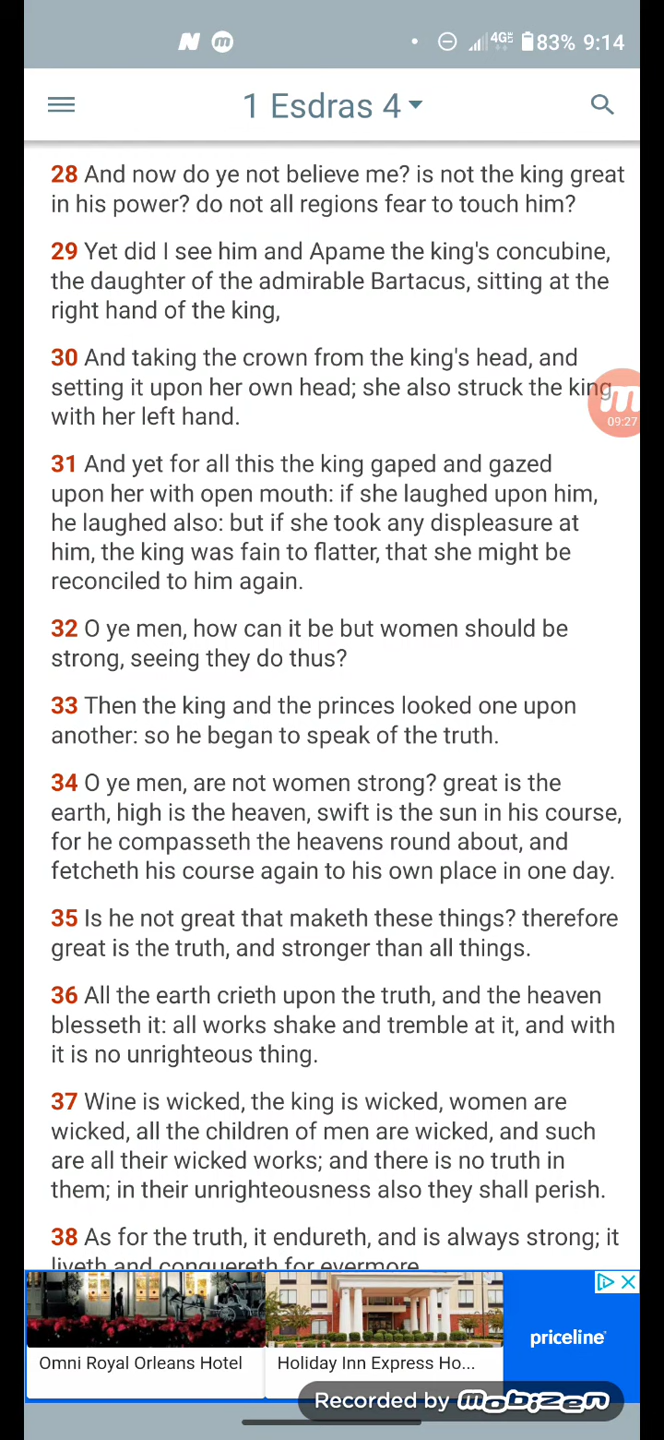 N m • 4GE 83% 9:14
1 Esdras 4
28 And now do ye not believe me? is not the king great
in his power? do not all regions fear to touch him?
29 Yet did I see him and Apame the king's concubine,
the daughter of the admirable Bartacus, sitting at the
right hand of the king,
30 And taking the crown from the king's head, and
setting it upon her own head; she also struck the king
with her left hand.
m
09:27
31 And yet for all this the king gaped and gazed
upon her with open mouth: if she laughed upon him,
he laughed also: but if she took any displeasure at
him, the king was fain to flatter, that she might be
reconciled to him again.
32 O ye men, how can it be but women should be
strong, seeing they do thus?
33 Then the king and the princes looked one upon
another: so he began to speak of the truth.
34 O ye men, are not women strong? great is the
earth, high is the heaven, swift is the sun in his course,
for he compasseth the heavens round about, and
fetcheth his course again to his own place in one day.
35 Is he not great that maketh these things? therefore
great is the truth, and stronger than all things.
36 All the earth crieth upon the truth, and the heaven
blesseth it: all works shake and tremble at it, and with
it is no unrighteous thing.
37 Wine is wicked, the king is wicked, women are
wicked, all the children of men are wicked, and such
are all their wicked works; and there is no truth in
them; in their unrighteousness also they shall perish.
38 As for the truth, it endureth, and is always strong; it
liveth and conquereth for evermore
priceline
Omni Royal Orleans Hotel
Holiday Inn Express Ho...
Recorded by mobizen